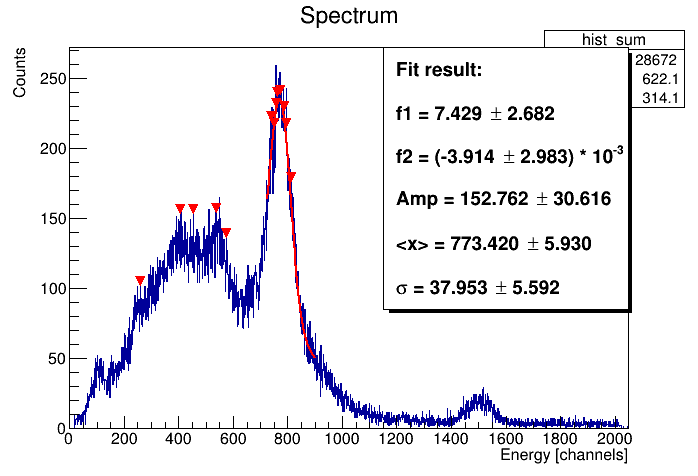 Spectrum
hist_sum
28672
622.1
314.1
Fit result:
f1 = 7.429 ± 2.682
f2 = (-3.914 ± 2.983) * 10-3
Amp = 152.762 ± 30.616
<x> = 773.420 ± 5.930
σ = 37.953 ± 5.592
Counts
250
200
150
100
50
0
0 200 400 600 800 1000 1200 1400 1600 1800 2000
Energy [channels]